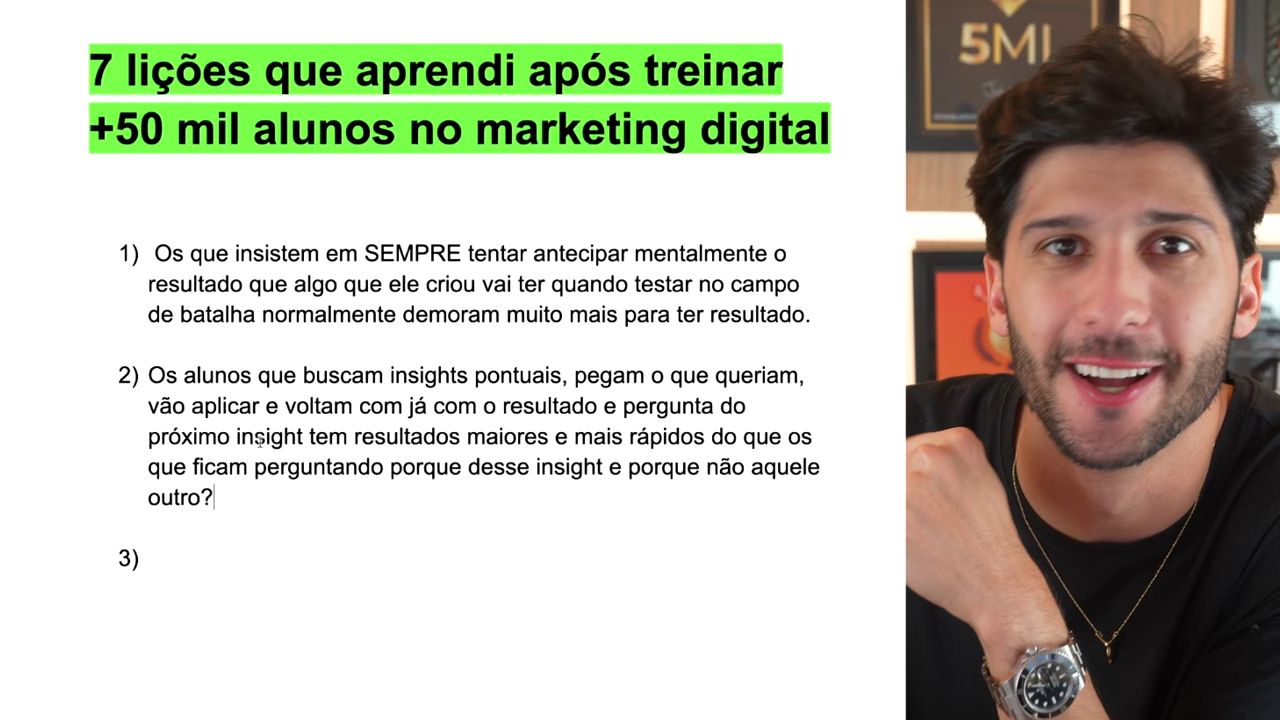 7 lições que aprendi após treinar
+50 mil alunos no marketing digital
1) Os que insistem em SEMPRE tentar antecipar mentalmente o
resultado que algo que ele criou vai ter quando testar no campo
de batalha normalmente demoram muito mais para ter resultado.
2) Os alunos que buscam insights pontuais, pegam o que queriam,
vão aplicar e voltam com já com o resultado e pergunta do
próximo insight tem resultados maiores e mais rápidos do que os
que ficam perguntando porque desse insight e porque não aquele
outro?
3)
5MI